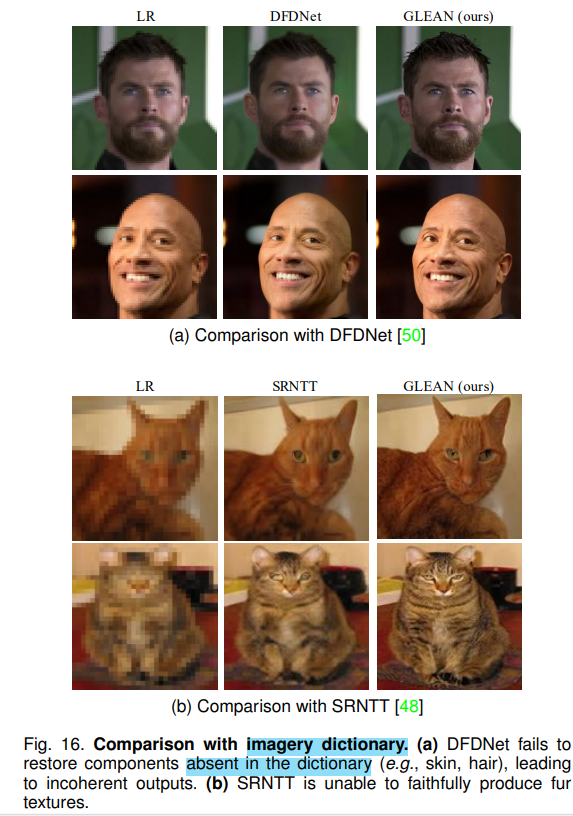 LR DFDNet GLEAN (ours)
(a) Comparison with DFDNet [50]
LR SRNTT GLEAN (ours)
(b) Comparison with SRNTT [48]
Fig. 16. Comparison with imagery dictionary. (a) DFDNet fails to
restore components absent in the dictionary (e.g., skin, hair), leading
to incoherent outputs. (b) SRNTT is unable to faithfully produce fur
textures.